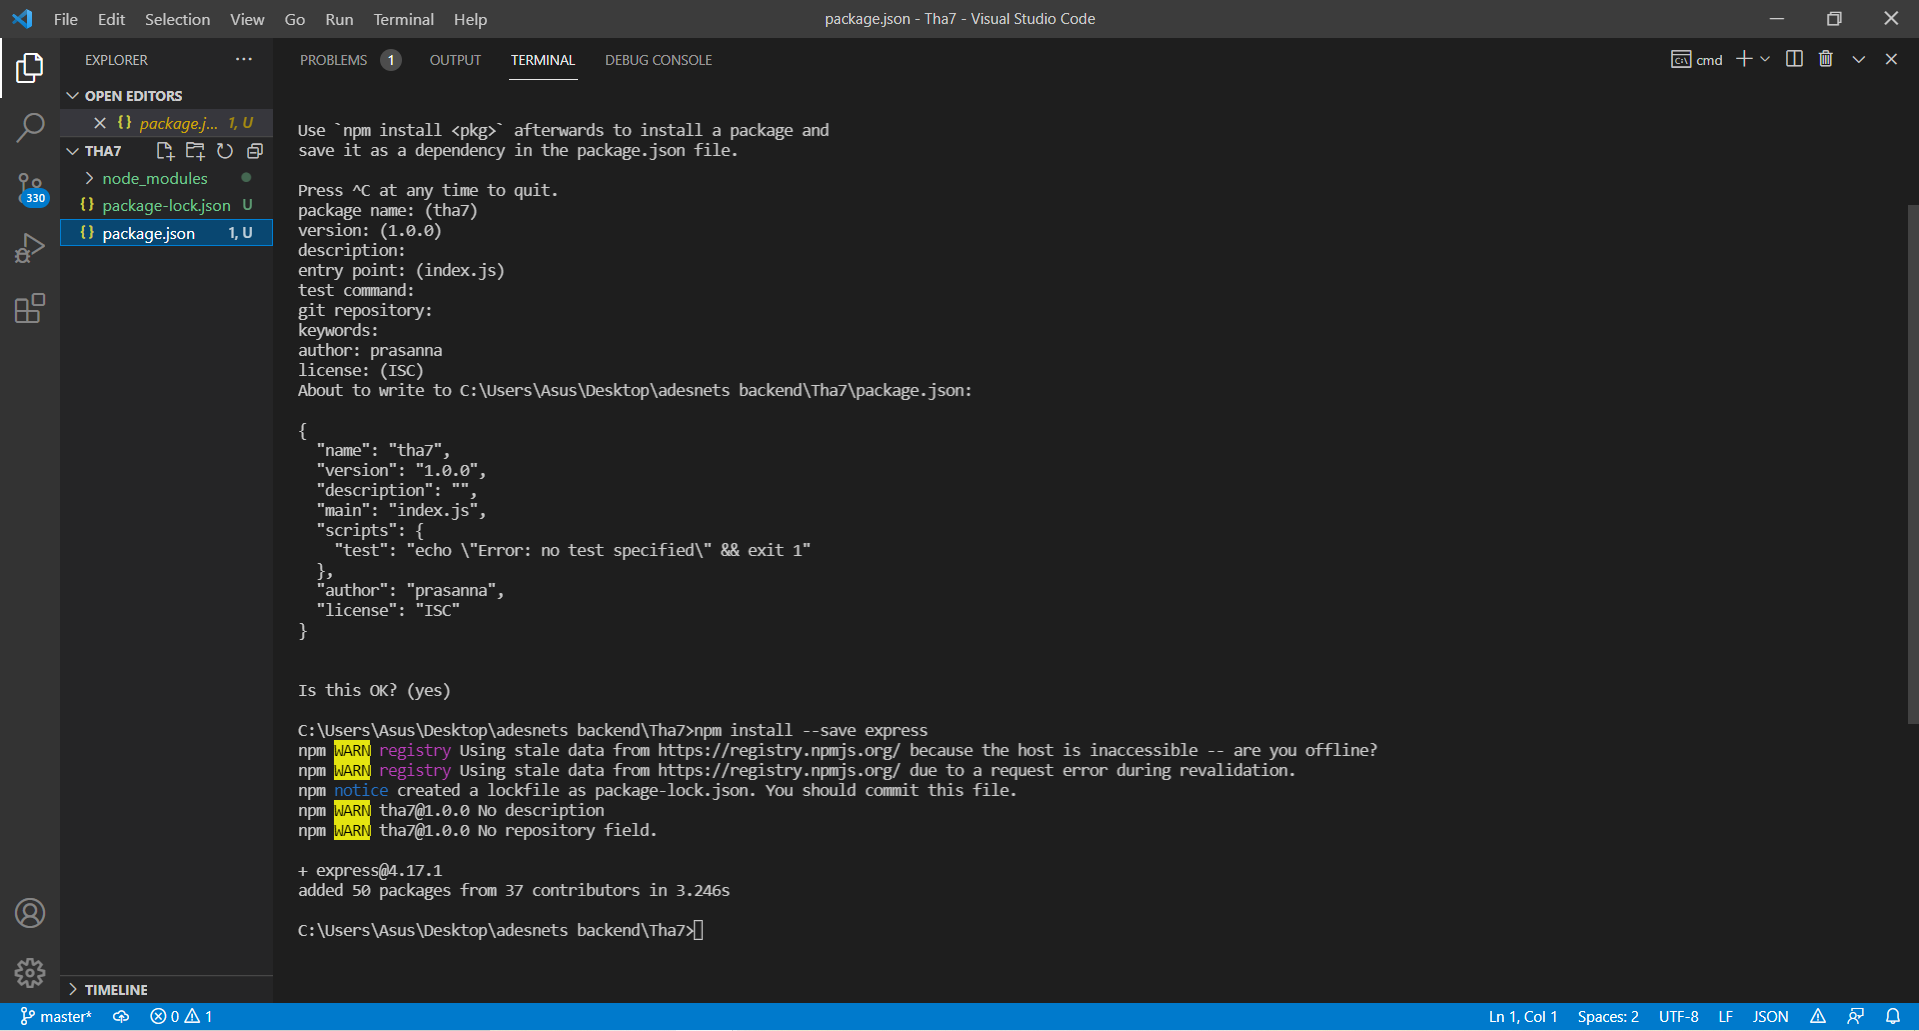 File Edit Selection View Go Run Terminal Help
package.json - Tha7 - Visual Studio Code
EXPLORER
OPEN EDITORS
package.j... 1, U
THA7
node_modules
package-lock.json U
package.json 1, U
330
TIMELINE
PROBLEMS 1 OUTPUT TERMINAL DEBUG CONSOLE
cmd
Use `npm install <pkg>` afterwards to install a package and
save it as a dependency in the package.json file.
Press ^C at any time to quit.
package name: (tha7)
version: (1.0.0)
description:
entry point: (index.js)
test command:
git repository:
keywords:
author: prasanna
license: (ISC)
About to write to C:\Users\Asus\Desktop\adesnets backend\Tha7\package.json:
{
"name": "tha7",
"version": "1.0.0",
"description": "",
"main": "index.js",
"scripts": {
"test": "echo \"Error: no test specified\" && exit 1"
},
"author": "prasanna",
"license": "ISC"
}
Is this OK? (yes)
C:\Users\Asus\Desktop\adesnets backend\Tha7>npm install --save express
npm WARN registry Using stale data from https://registry.npmjs.org/ because the host is inaccessible -- are you offline?
npm WARN registry Using stale data from https://registry.npmjs.org/ due to a request error during revalidation.
npm notice created a lockfile as package-lock.json. You should commit this file.
npm WARN tha7@1.0.0 No description
npm WARN tha7@1.0.0 No repository field.
+ express@4.17.1
added 50 packages from 37 contributors in 3.246s
C:\Users\Asus\Desktop\adesnets backend\Tha7>
master* 0 1
Ln 1, Col 1 Spaces: 2 UTF-8 LF JSON